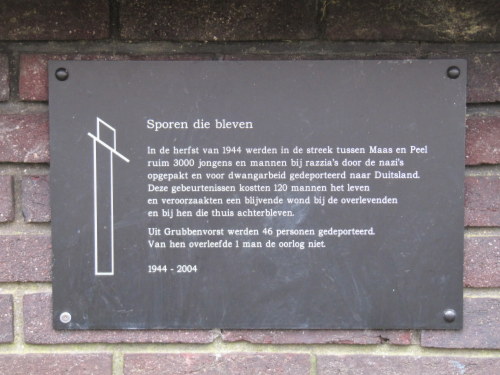 Sporen die bleven
In de herfst van 1944 werden in de streek tussen Maas en Peel
ruim 3000 jongens en mannen bij razzia's door de nazi's
opgepakt en voor dwangarbeid gedeporteerd naar Duitsland.
Deze gebeurtenissen kostten 120 mannen het leven
en veroorzaakten een blijvende wond bij de overlevenden
en bij hen die thuis achterbleven.
Uit Grubbenvorst werden 46 personen gedeporteerd.
Van hen overleefde 1 man de oorlog niet.
1944 - 2004